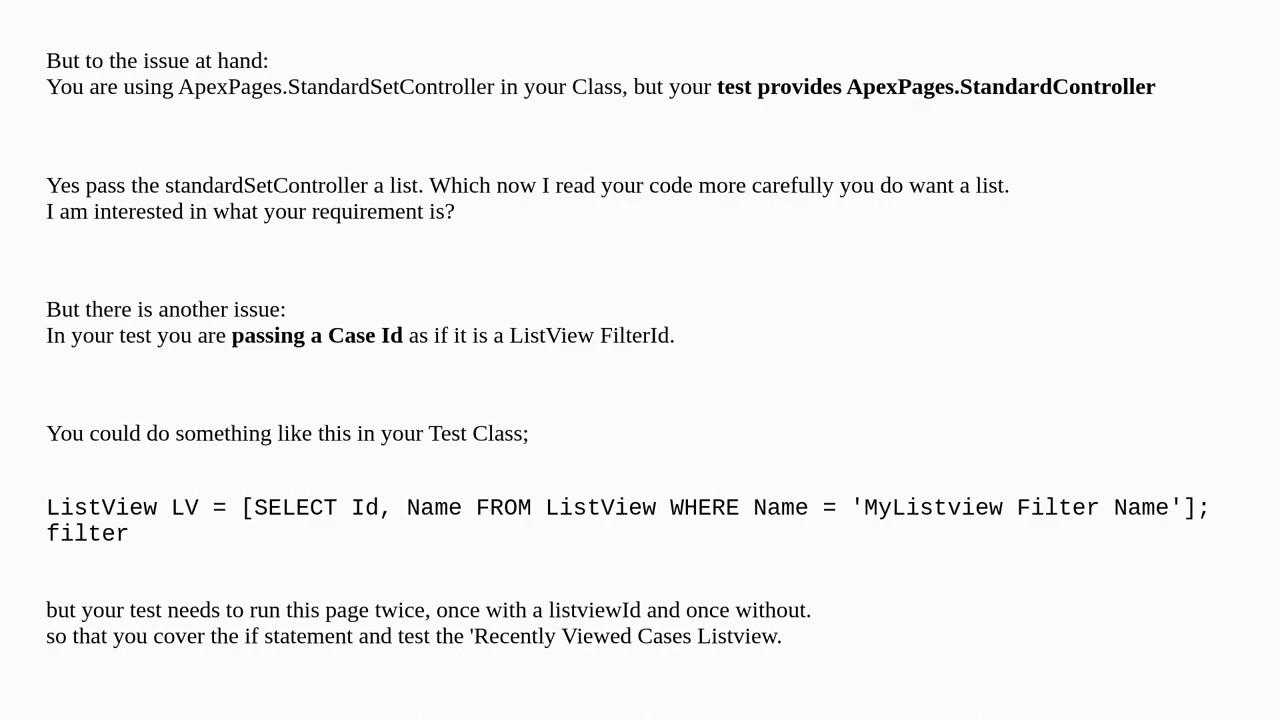 But to the issue at hand:
You are using ApexPages.StandardSetController in your Class, but your test provides ApexPages.StandardController
Yes pass the standardSetController a list. Which now I read your code more carefully you do want a list.
I am interested in what your requirement is?
But there is another issue:
In your test you are passing a Case Id as if it is a ListView FilterId.
You could do something like this in your Test Class;
ListView LV = [SELECT Id, Name FROM ListView WHERE Name = 'MyListview Filter Name'];
filter
but your test needs to run this page twice, once with a listviewId and once without.
so that you cover the if statement and test the 'Recently Viewed Cases Listview.